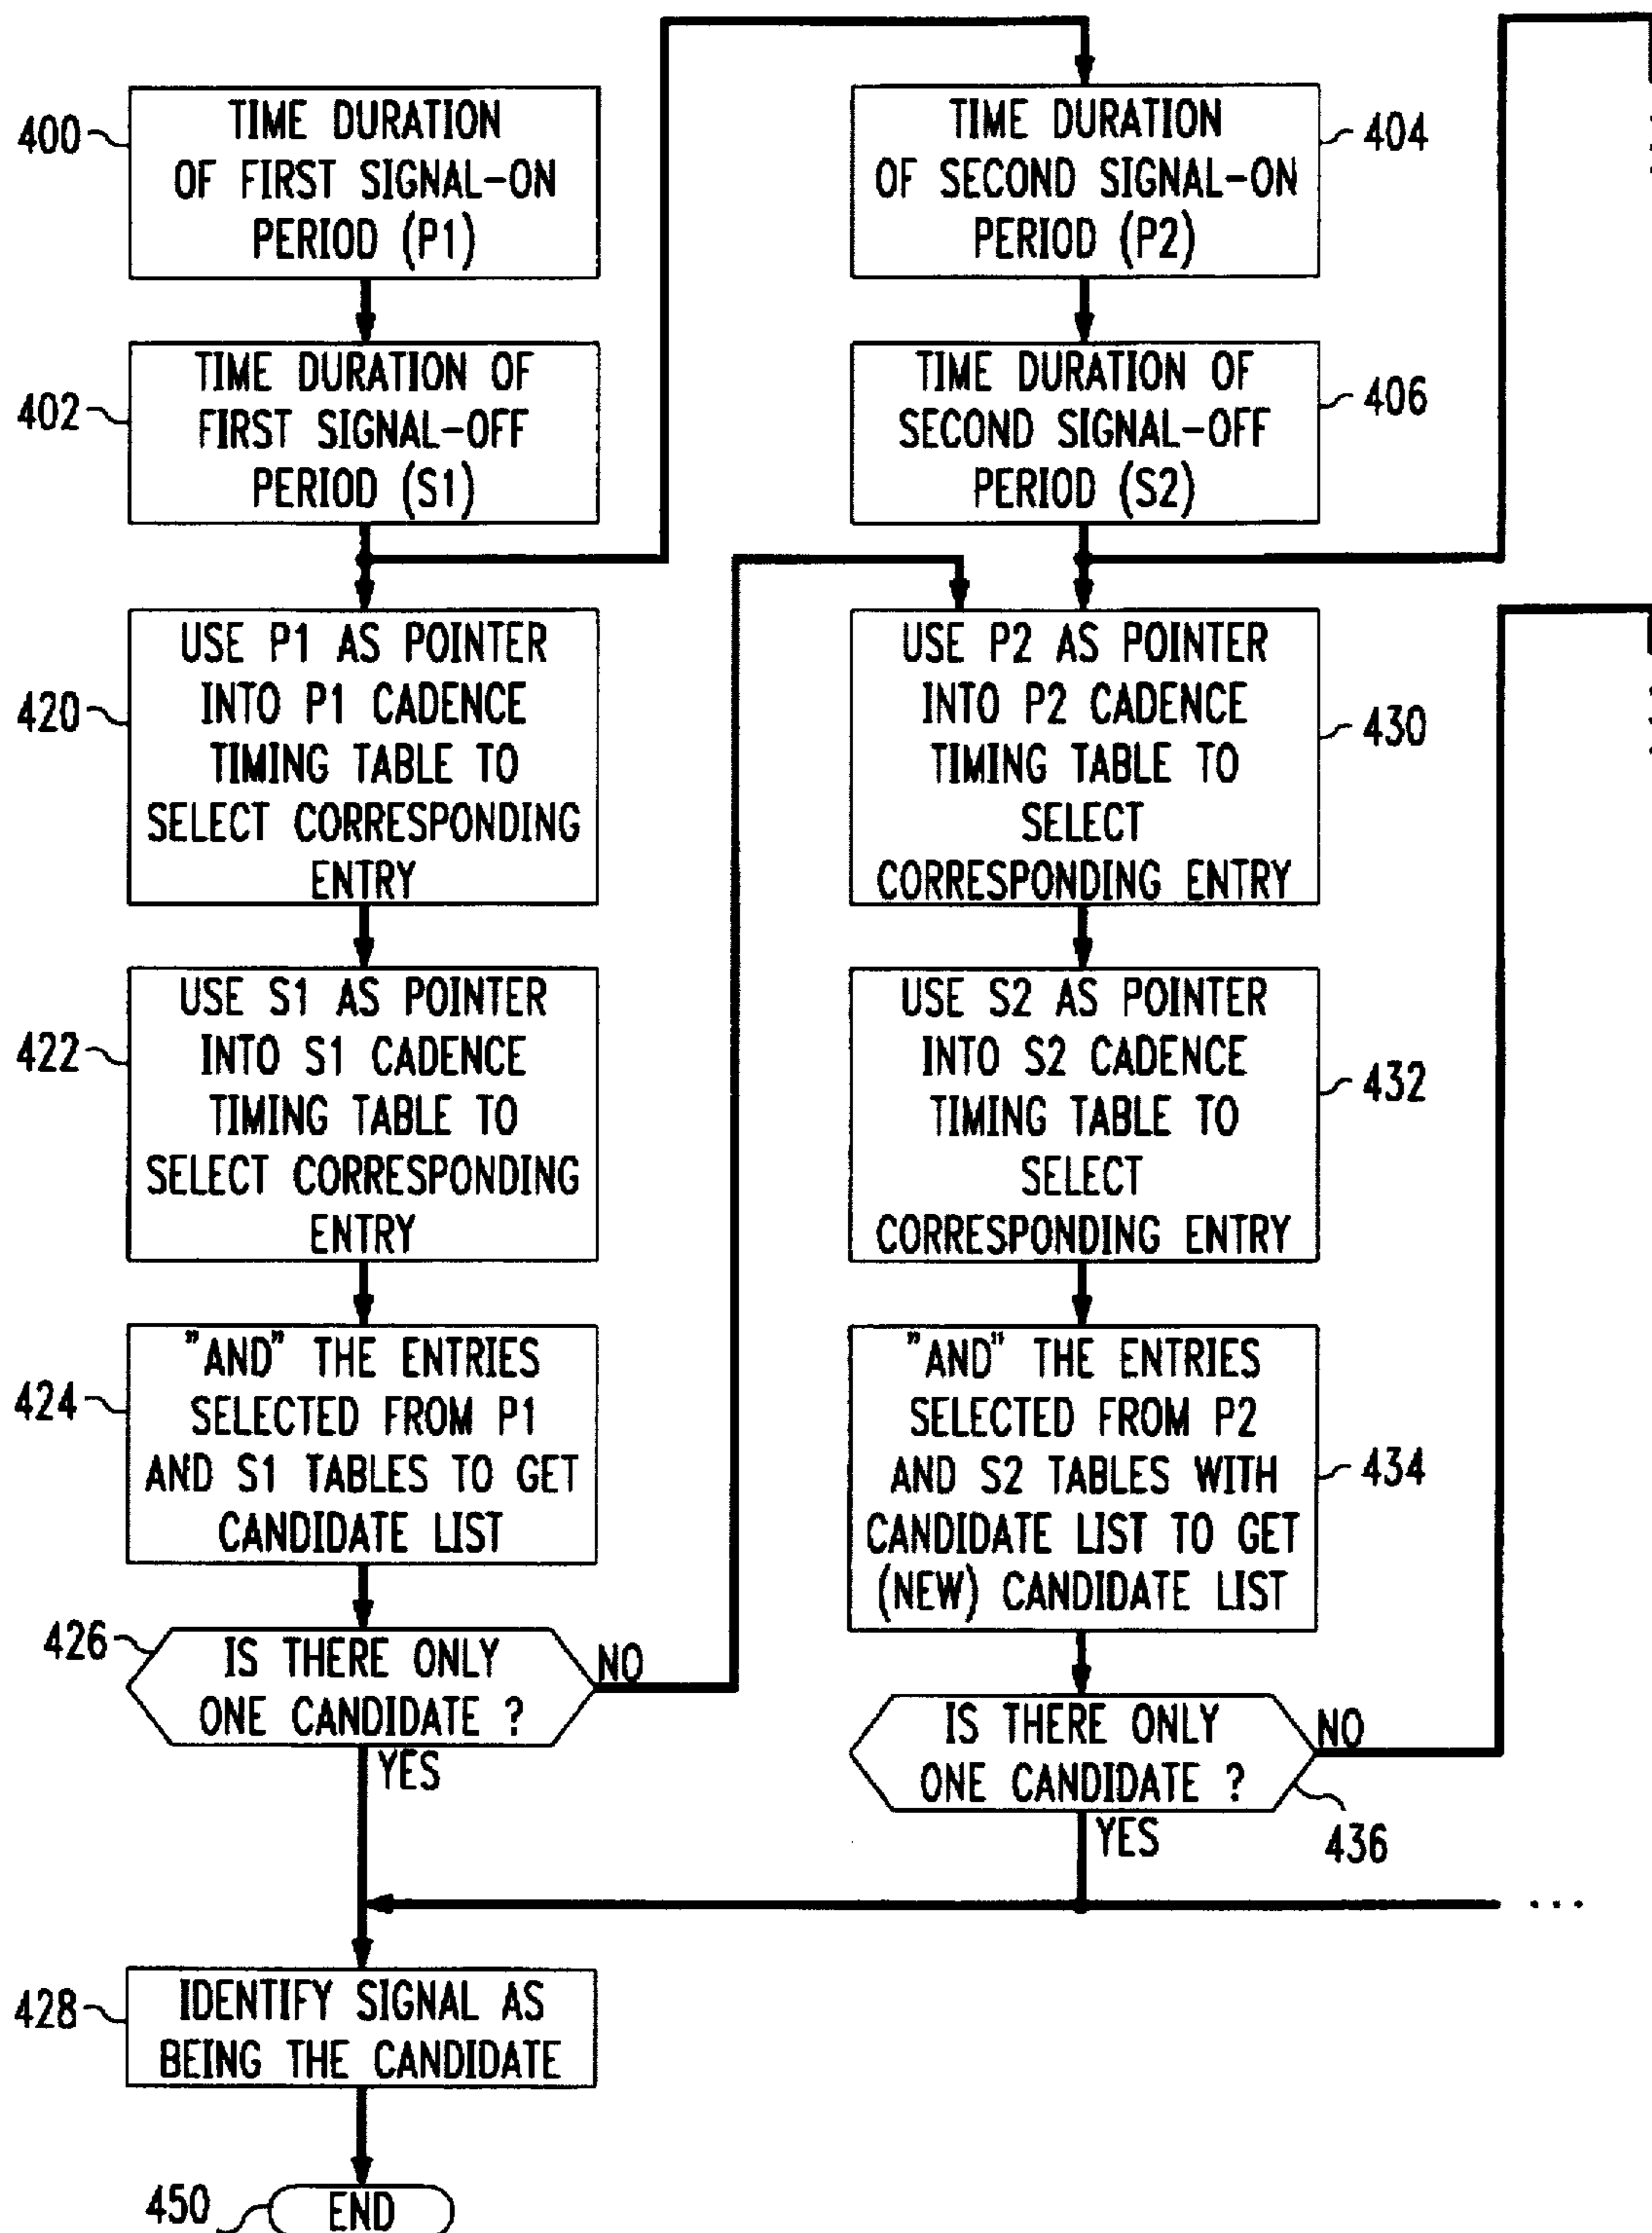 400
TIME DURATION
OF FIRST SIGNAL-ON
PERIOD (P1)
402
TIME DURATION OF
FIRST SIGNAL-OFF
PERIOD (S1)
420
USE P1 AS POINTER
INTO P1 CADENCE
TIMING TABLE TO
SELECT CORRESPONDING
ENTRY
422
USE S1 AS POINTER
INTO S1 CADENCE
TIMING TABLE TO
SELECT CORRESPONDING
ENTRY
424
"AND" THE ENTRIES
SELECTED FROM P1
AND S1 TABLES TO GET
CANDIDATE LIST
426
IS THERE ONLY
ONE CANDIDATE ?
NO
YES
428
IDENTIFY SIGNAL AS
BEING THE CANDIDATE
450
END
404
TIME DURATION
OF SECOND SIGNAL-ON
PERIOD (P2)
406
TIME DURATION OF
SECOND SIGNAL-OFF
PERIOD (S2)
430
USE P2 AS POINTER
INTO P2 CADENCE
TIMING TABLE TO
SELECT
CORRESPONDING ENTRY
432
USE S2 AS POINTER
INTO S2 CADENCE
TIMING TABLE TO
SELECT
CORRESPONDING ENTRY
434
"AND" THE ENTRIES
SELECTED FROM P2
AND S2 TABLES WITH
CANDIDATE LIST TO GET
(NEW) CANDIDATE LIST
436
IS THERE ONLY
ONE CANDIDATE ?
NO
YES
...